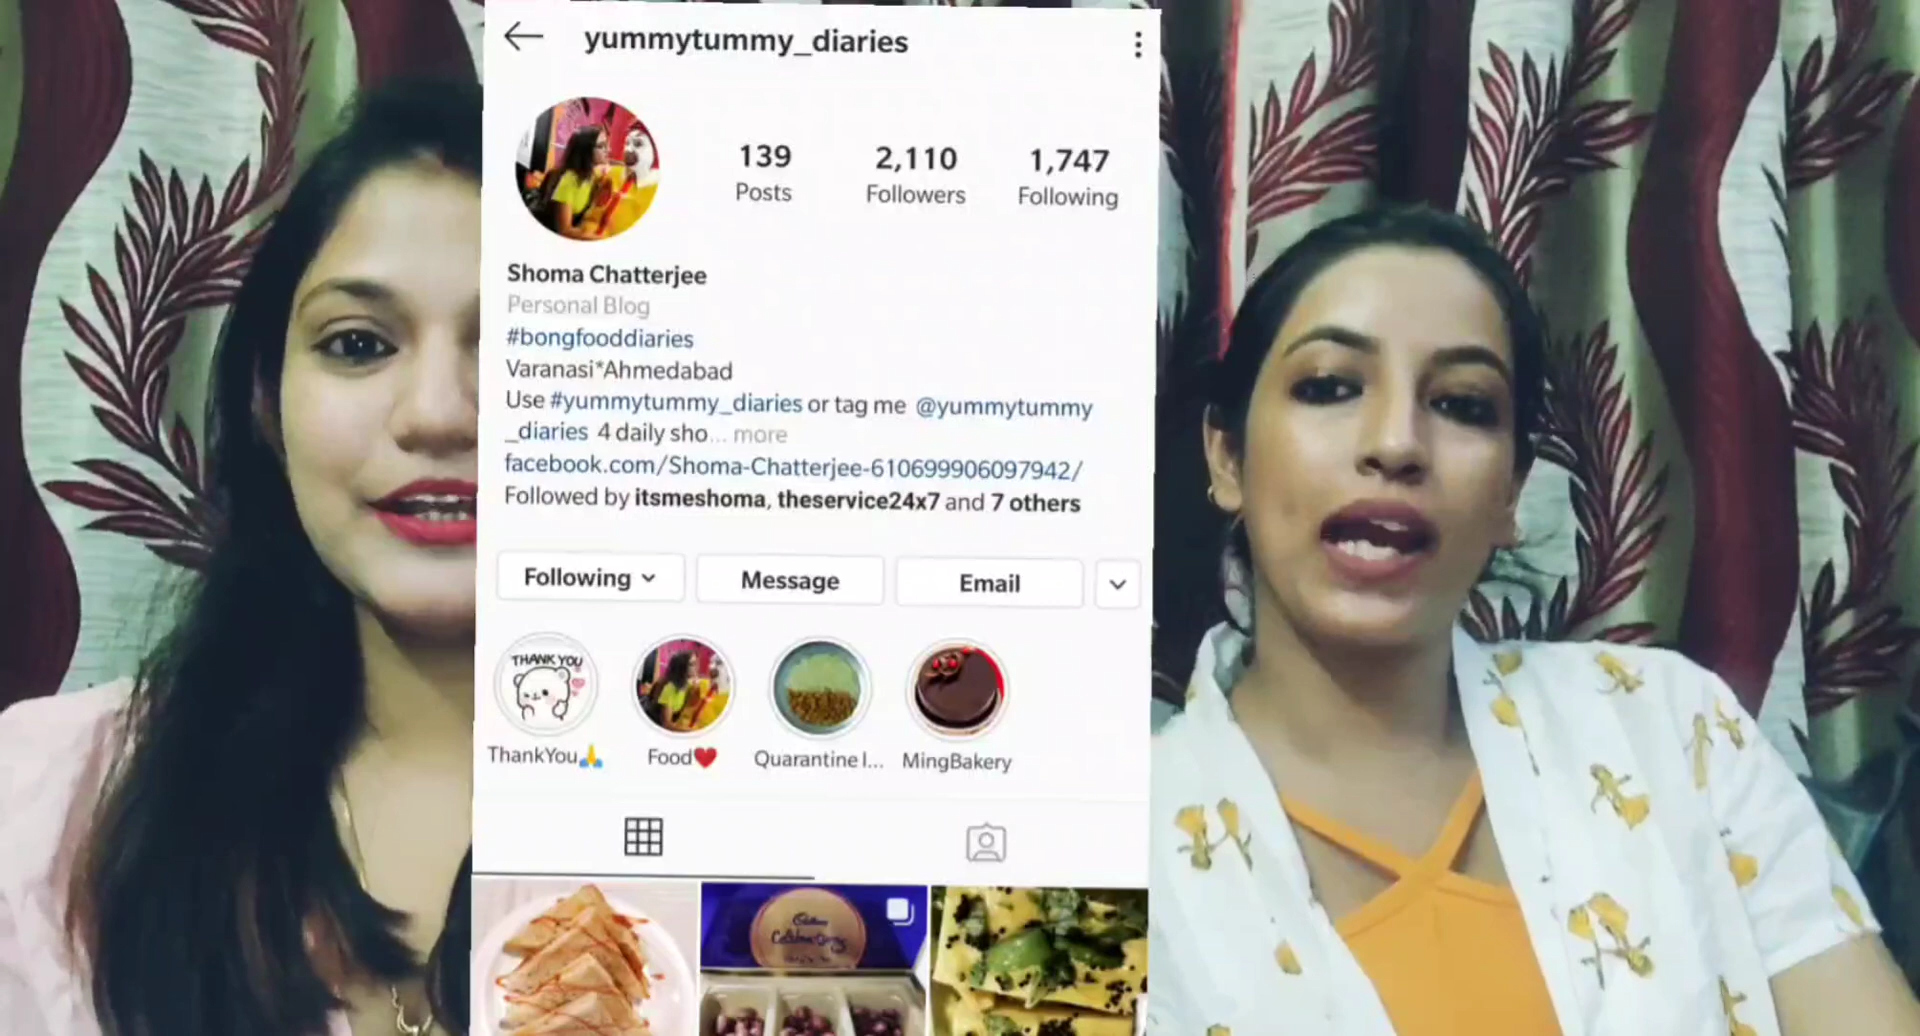 yummytummy_diaries
139
Posts
2,110
Followers
1,747
Following
Shoma Chatterjee
Personal Blog
#bongfooddiaries
Varanasi*Ahmedabad
Use #yummytummy_diaries or tag me @yummytummy
_diaries 4 daily sho... more
facebook.com/Shoma-Chatterjee-610699906097942/
Followed by itsmeshoma, theservice24x7 and 7 others
Following
Message
Email
THANK YOU
ThankYou🙏
Food❤️
Quarantine l...
MingBakery
Cadbury
Celebrations